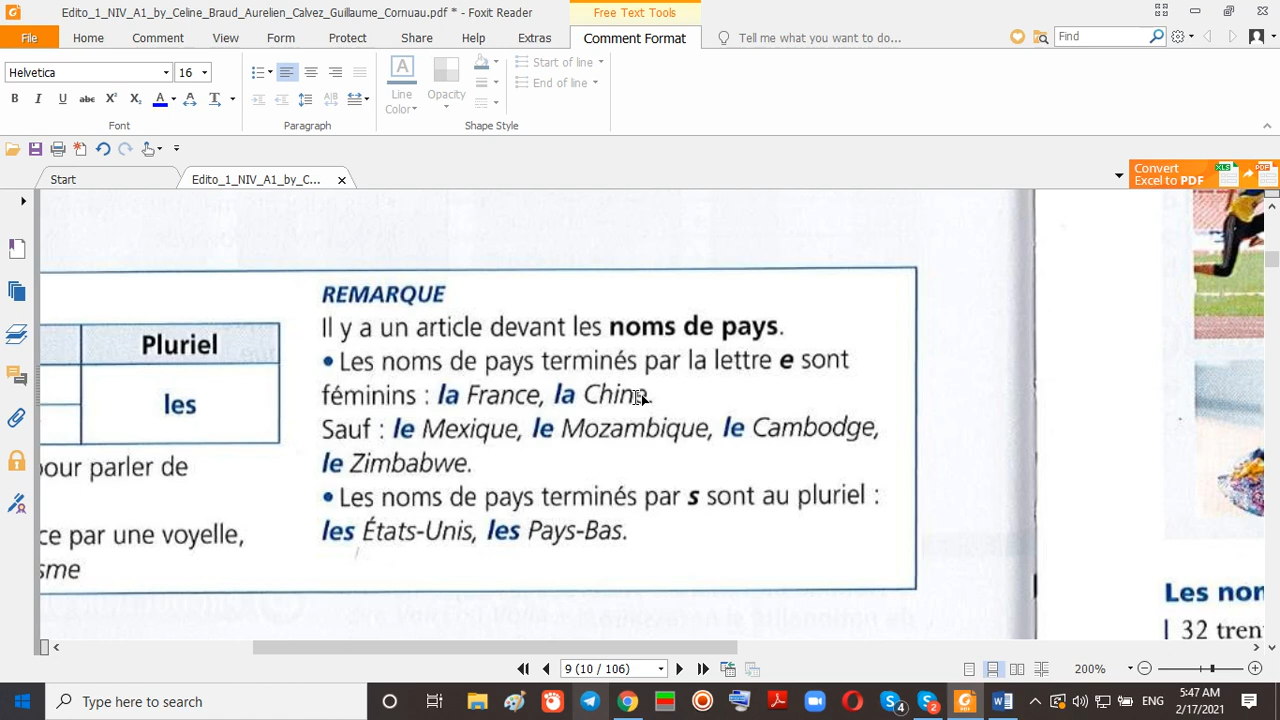 Edito_1_NIV_A1_by_Celine_Braud_Aurelien_Calvez_Guillaume_Cornuau.pdf * - Foxit Reader
Free Text Tools
File Home Comment View Form Protect Share Help Extras Comment Format Tell me what you want to do... Find
Helvetica 16
Line Color
Opacity
Start of line
End of line
Font
Paragraph
Shape Style
Start
Edito_1_NIV_A1_by_C...
Convert
Excel to PDF
REMARQUE
Il y a un article devant les noms de pays.
• Les noms de pays terminés par la lettre e sont
féminins : la France, la Chine.
Sauf : le Mexique, le Mozambique, le Cambodge,
le Zimbabwe.
• Les noms de pays terminés par s sont au pluriel :
les États-Unis, les Pays-Bas.
Pluriel
les
pour parler de
ce par une voyelle,
sme
Les nor
32 tren
9 (10 / 106)
200%
Type here to search
ENG
5:47 AM
2/17/2021